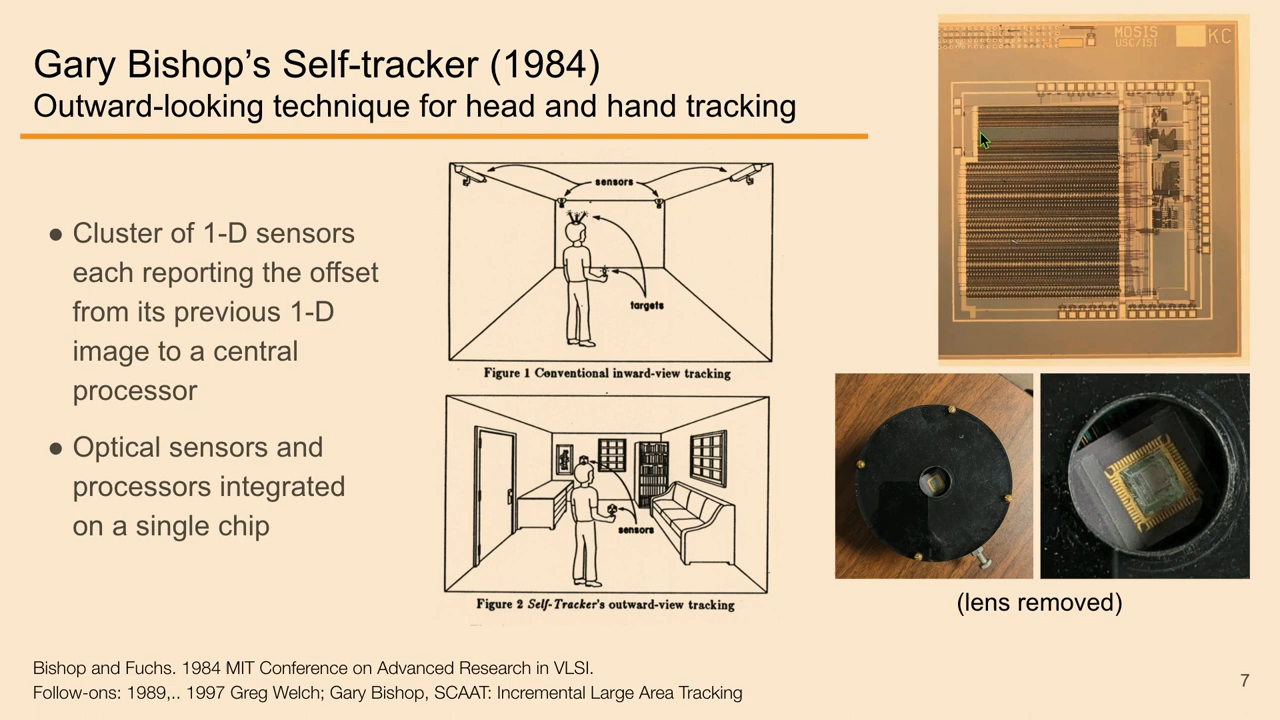 Gary Bishop’s Self-tracker (1984)
Outward-looking technique for head and hand tracking
● Cluster of 1-D sensors
each reporting the offset
from its previous 1-D
image to a central
processor
● Optical sensors and
processors integrated
on a single chip
sensors
targets
Figure 1 Conventional inward-view tracking
sensors
Figure 2 Self-Tracker's outward-view tracking
MOSIS
USC/ISI
KC
(lens removed)
Bishop and Fuchs. 1984 MIT Conference on Advanced Research in VLSI.
Follow-ons: 1989,.. 1997 Greg Welch; Gary Bishop, SCAAT: Incremental Large Area Tracking
7